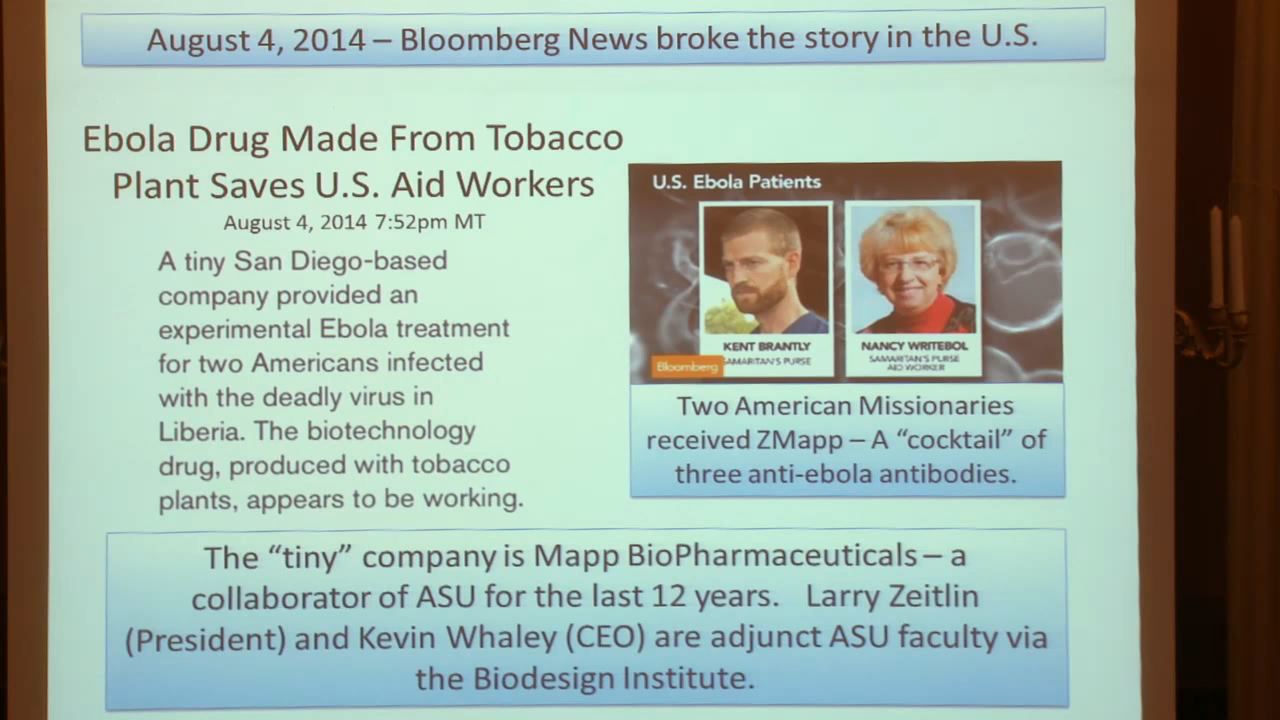 August 4, 2014 – Bloomberg News broke the story in the U.S.
Ebola Drug Made From Tobacco
Plant Saves U.S. Aid Workers
August 4, 2014 7:52pm MT
A tiny San Diego-based
company provided an
experimental Ebola treatment
for two Americans infected
with the deadly virus in
Liberia. The biotechnology
drug, produced with tobacco
plants, appears to be working.
U.S. Ebola Patients
KENT BRANTLY
AMARITAN'S PURSE
Bloomberg
NANCY WRITEBOL
SAMARITAN'S PURSE
AID WORKER
Two American Missionaries
received ZMapp – A “cocktail” of
three anti-ebola antibodies.
The “tiny” company is Mapp BioPharmaceuticals – a
collaborator of ASU for the last 12 years. Larry Zeitlin
(President) and Kevin Whaley (CEO) are adjunct ASU faculty via
the Biodesign Institute.